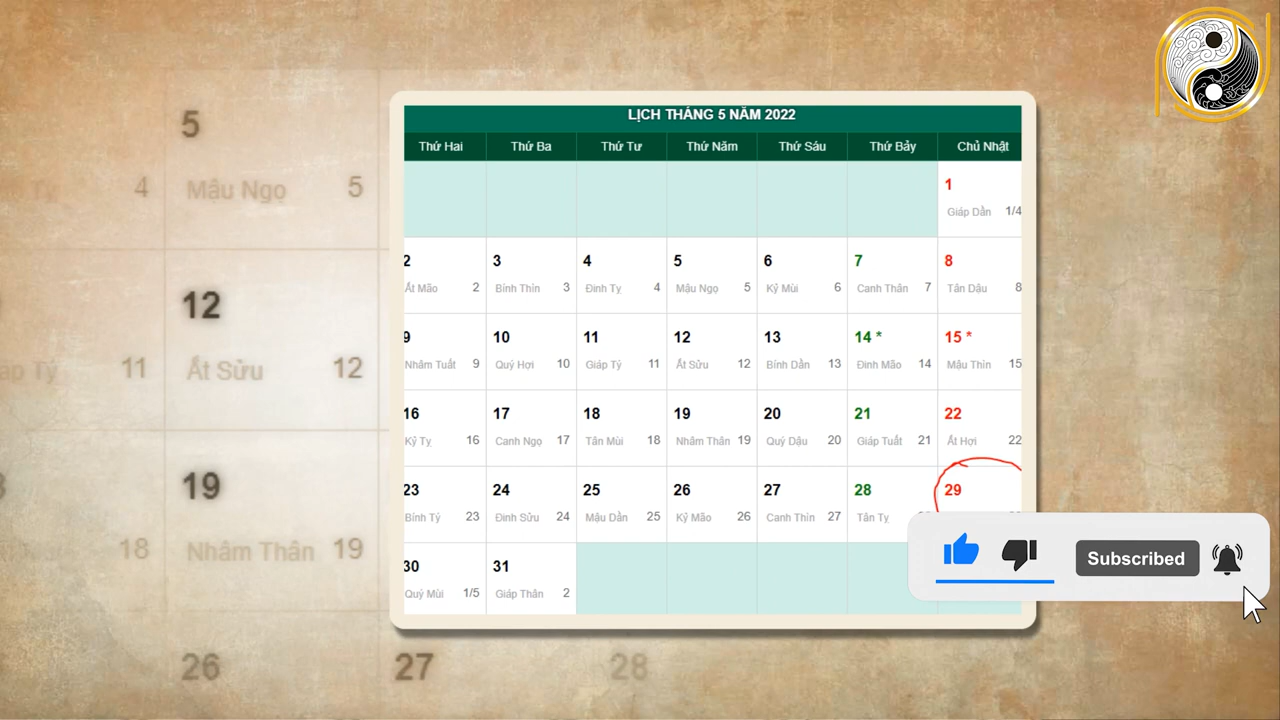 LỊCH THÁNG 5 NĂM 2022
Thứ Hai Thứ Ba Thứ Tư Thứ Năm Thứ Sáu Thứ Bảy Chủ Nhật
1
Giáp Dần 1/4
2 3 4 5 6 7 8
Ất Mão 2 Bính Thìn 3 Đinh Tỵ 4 Mậu Ngọ 5 Kỷ Mùi 6 Canh Thân 7 Tân Dậu 8
9 10 11 12 13 14 * 15 *
Nhâm Tuất 9 Quý Hợi 10 Giáp Tý 11 Ất Sửu 12 Bính Dần 13 Đinh Mão 14 Mậu Thìn 15
16 17 18 19 20 21 22
Kỷ Tỵ 16 Canh Ngọ 17 Tân Mùi 18 Nhâm Thân 19 Quý Dậu 20 Giáp Tuất 21 Ất Hợi 22
23 24 25 26 27 28 29
Bính Tý 23 Đinh Sửu 24 Mậu Dần 25 Kỷ Mão 26 Canh Thìn 27 Tân Tỵ
30 31
Quý Mùi 1/5 Giáp Thân 2
Subscribed
5
4 Mậu Ngọ 5
12
11 Ất Sửu 12
19
18 Nhâm Thân 19
26 27 28